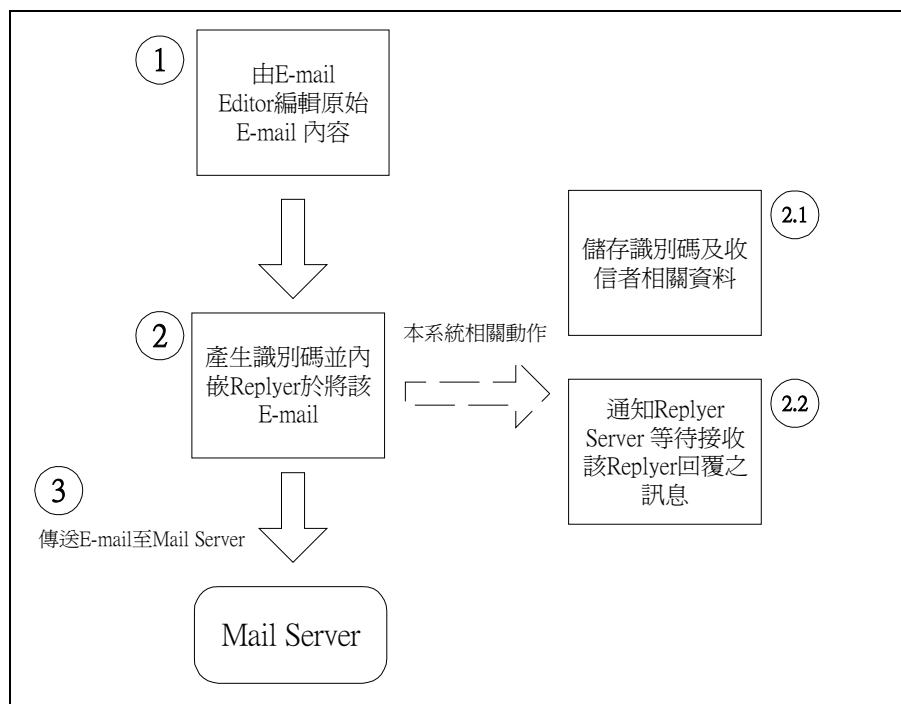 1
由E-mail
Editor編輯原始
E-mail 內容
2.1
儲存識別碼及收
信者相關資料
2
產生識別碼並內
嵌Replyer於將該
E-mail
本系統相關動作
2.2
通知Replyer
Server 等待接收
該Replyer回覆之
訊息
3
傳送E-mail至Mail Server
Mail Server